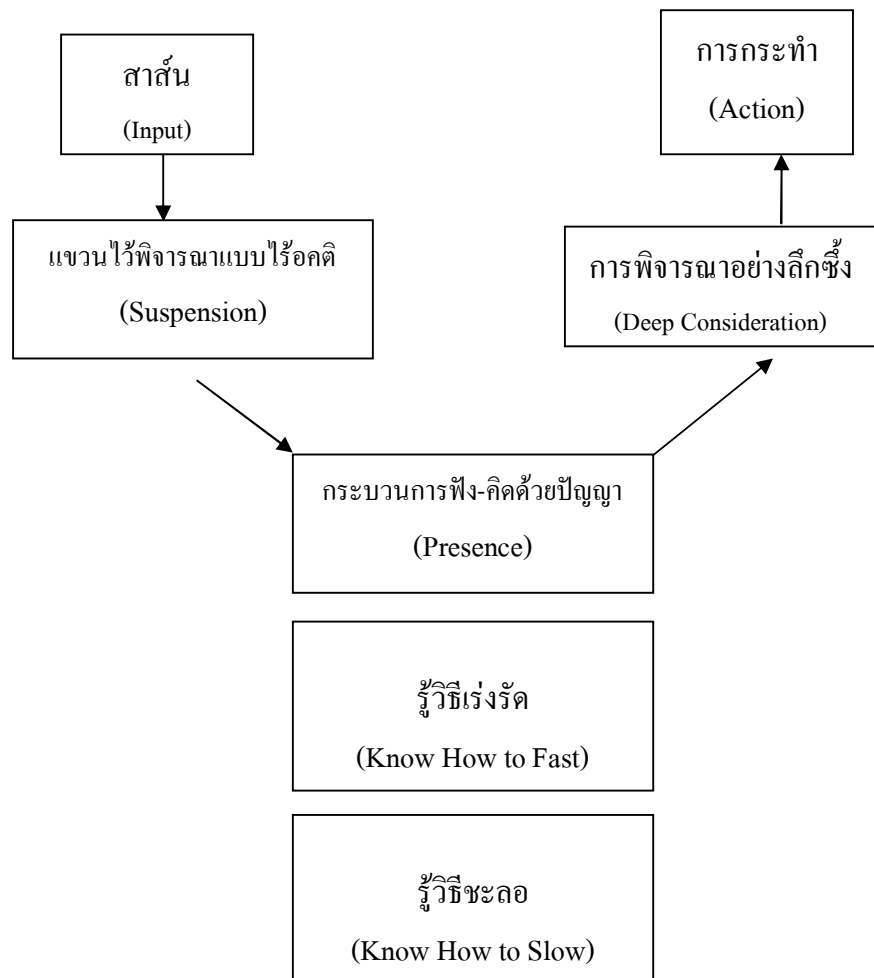 สาส์น
(Input)
แขวนไว้พิจารณาแบบไร้อคติ
(Suspension)
กระบวนการฟัง-คิดด้วยปัญญา
(Presence)
การพิจารณาอย่างลึกซึ้ง
(Deep Consideration)
การกระทำ
(Action)
รู้วิธีเร่งรัด
(Know How to Fast)
รู้วิธีชะลอ
(Know How to Slow)